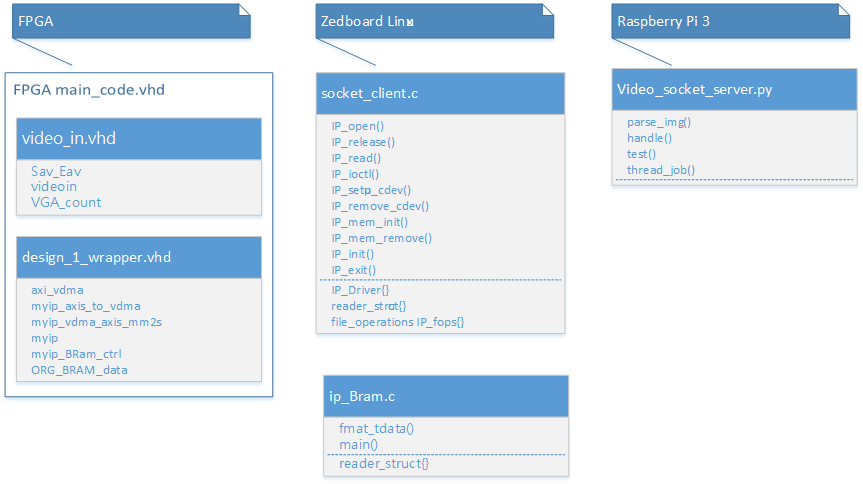 FPGA
FPGA main_code.vhd
video_in.vhd
Sav_Eav
videoin
VGA_count
design_1_wrapper.vhd
axi_vdma
myip_axis_to_vdma
myip_vdma_axis_mm2s
myip
myip_BRam_ctrl
ORG_BRAM_data
Zedboard Linux
socket_client.c
IP_open()
IP_release()
IP_read()
IP_ioctl()
IP_setup_cdev()
IP_remove_cdev()
IP_mem_init()
IP_mem_remove()
IP_init()
IP_exit()
IP_Driver{}
reader_struct{}
file_operations IP_fops{}
ip_Bram.c
fmat_tdata()
main()
reader_struct{}
Raspberry Pi 3
Video_socket_server.py
parse_img()
handle()
test()
thread_job()